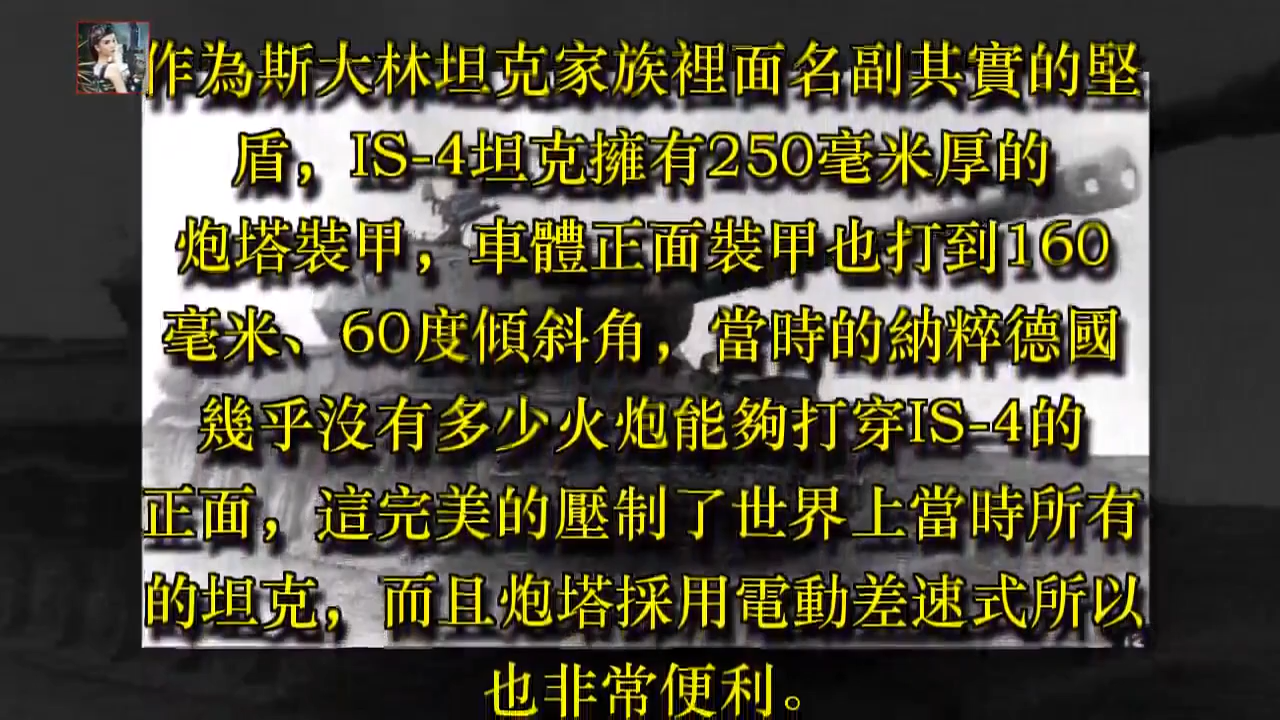 作為斯大林坦克家族裡面名副其實的堅
盾，IS-4坦克擁有250毫米厚的
炮塔裝甲，車體正面裝甲也打到160
毫米、60度傾斜角，當時的納粹德國
幾乎沒有多少火炮能夠打穿IS-4的
正面，這完美的壓制了世界上當時所有
的坦克，而且炮塔採用電動差速式所以
也非常便利。